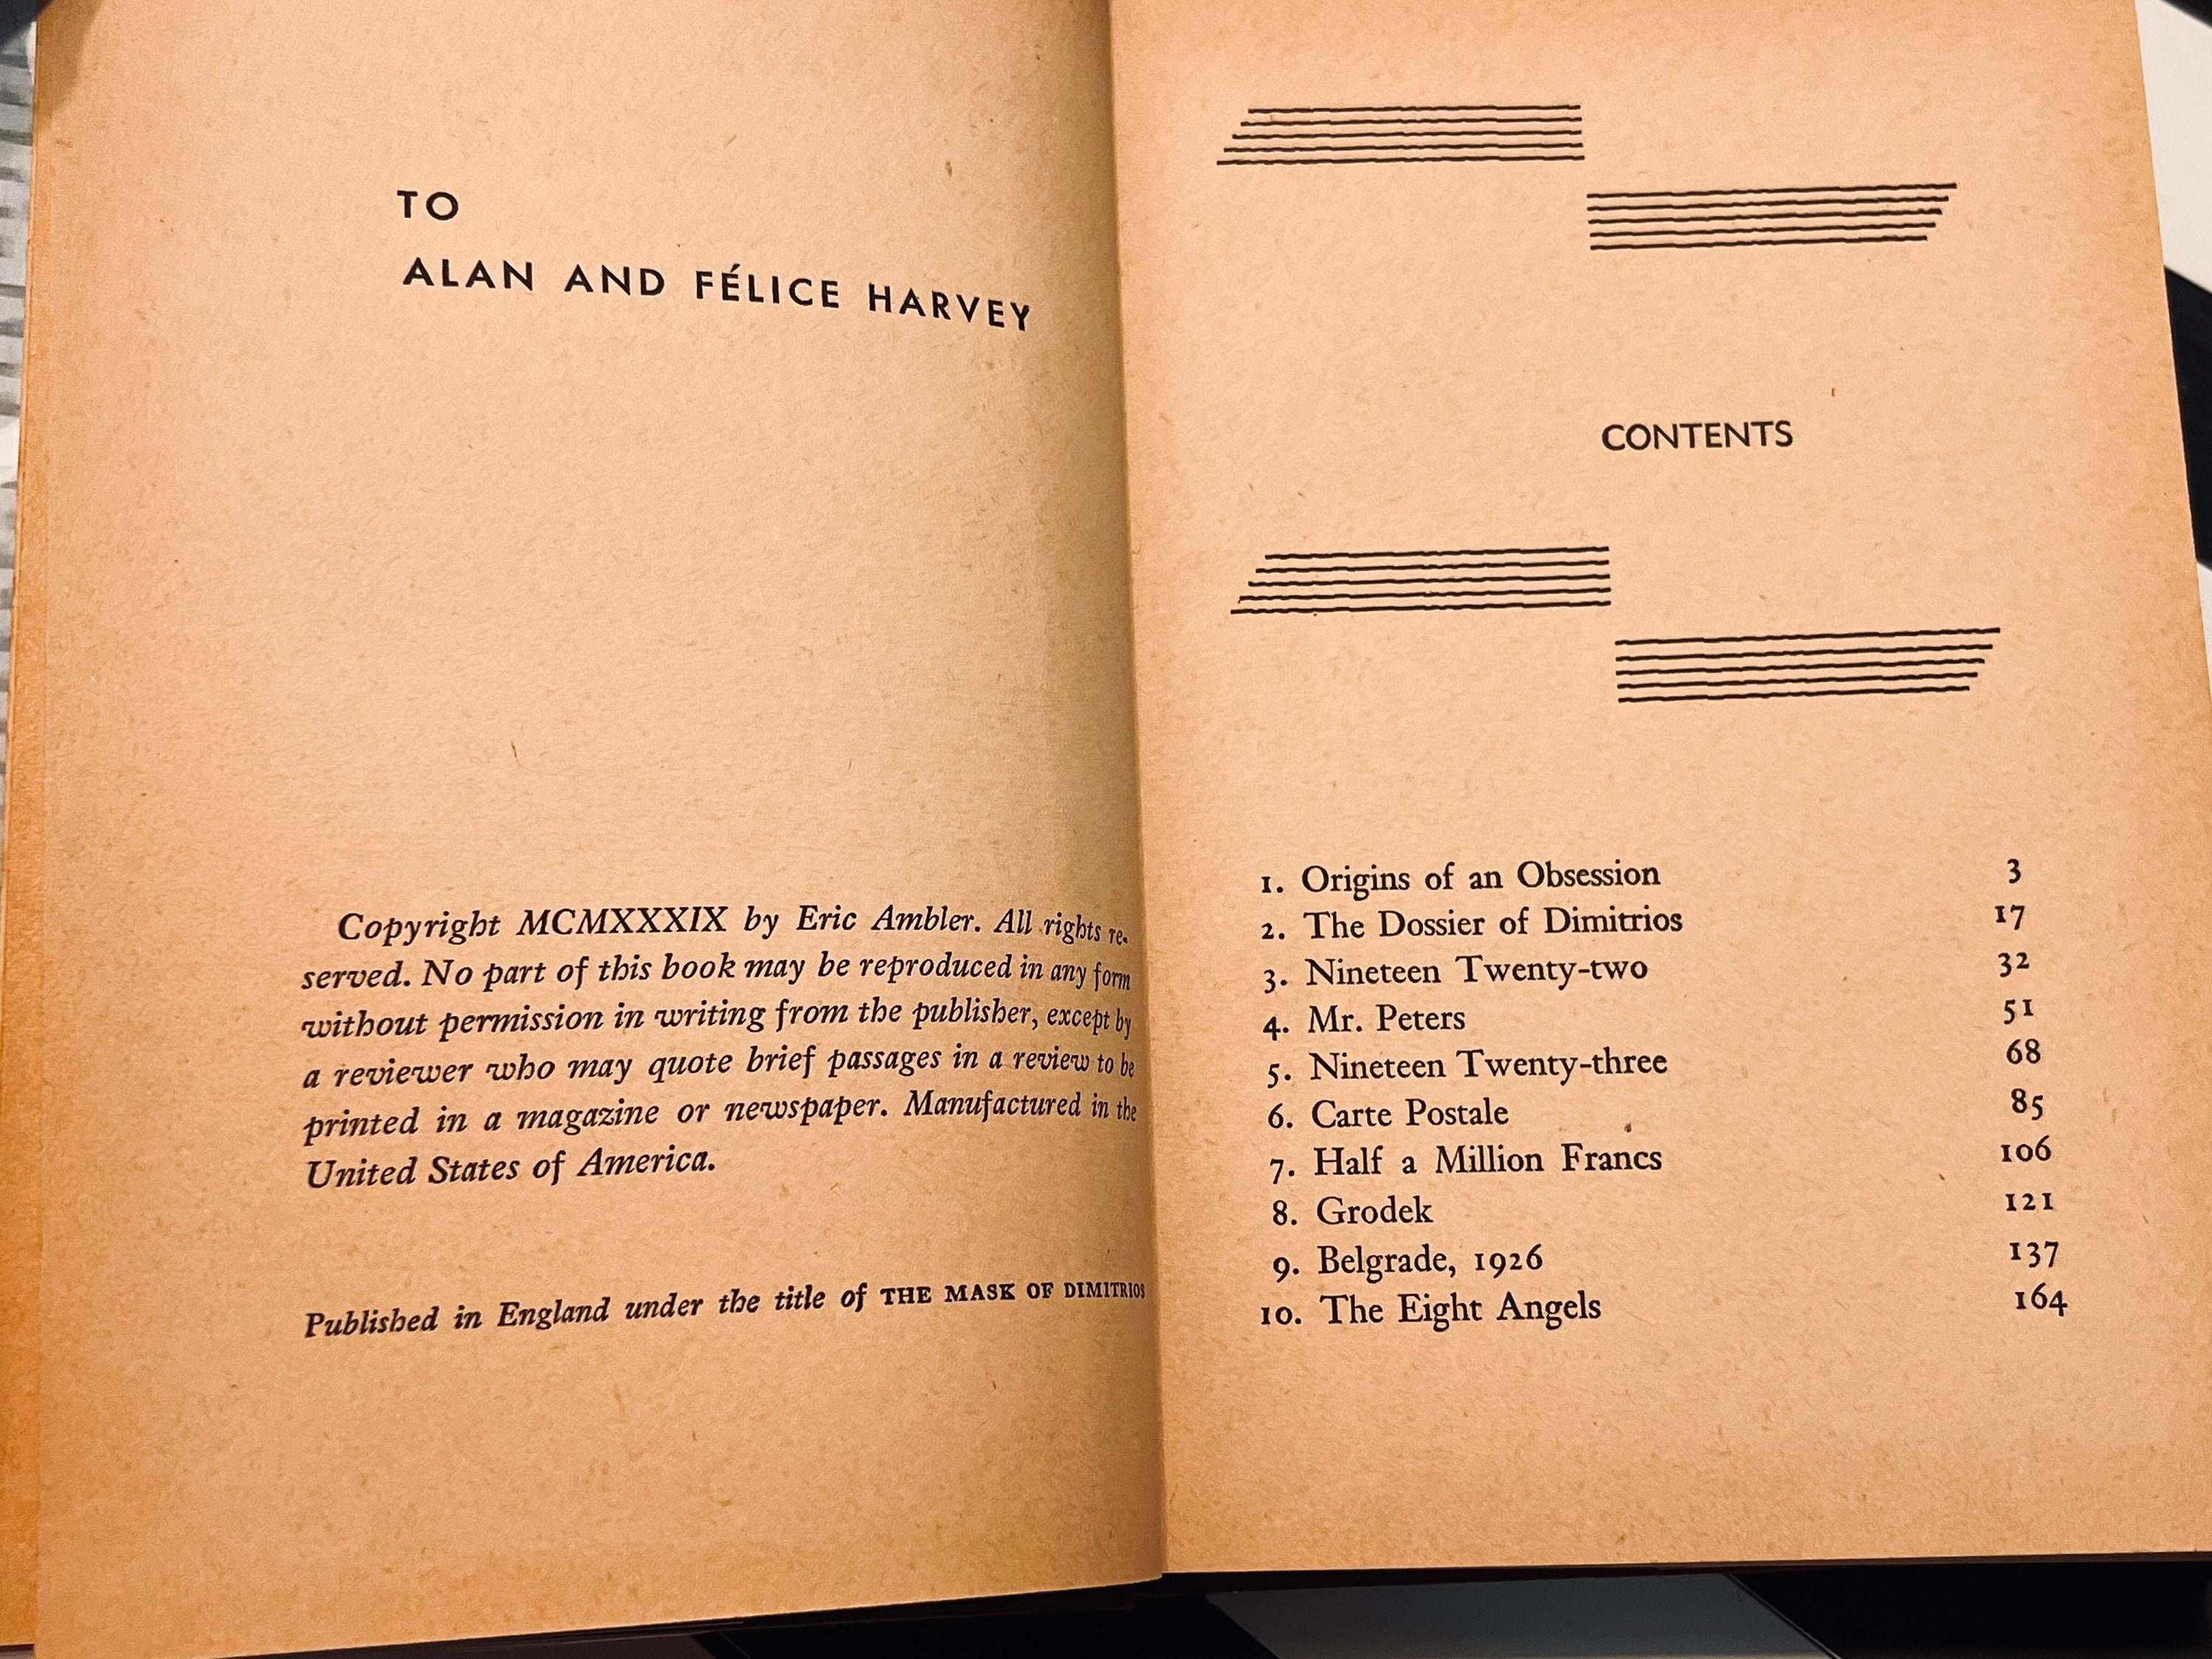 TO
ALAN AND FÉLICE HARVEY
Copyright MCMXXXIX by Eric Ambler. All rights re-
served. No part of this book may be reproduced in any form
without permission in writing from the publisher, except by
a reviewer who may quote brief passages in a review to be
printed in a magazine or newspaper. Manufactured in the
United States of America.
Published in England under the title of THE MASK OF DIMITRIOS
CONTENTS
1. Origins of an Obsession 3
2. The Dossier of Dimitrios 17
3. Nineteen Twenty-two 32
4. Mr. Peters 51
5. Nineteen Twenty-three 68
6. Carte Postale 85
7. Half a Million Francs 106
8. Grodek 121
9. Belgrade, 1926 137
10. The Eight Angels 164